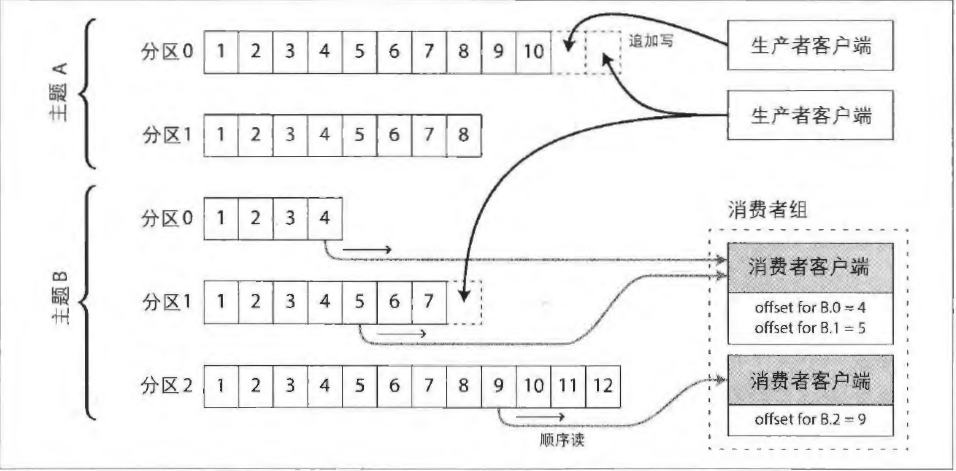 主题 A
分区0 1 2 3 4 5 6 7 8 9 10
追加写
生产者客户端
生产者客户端
分区1 1 2 3 4 5 6 7 8
主题 B
分区0 1 2 3 4
消费者组
消费者客户端
offset for B.0 = 4
offset for B.1 = 5
分区1 1 2 3 4 5 6 7
分区2 1 2 3 4 5 6 7 8 9 10 11 12
顺序读
消费者客户端
offset for B.2 = 9